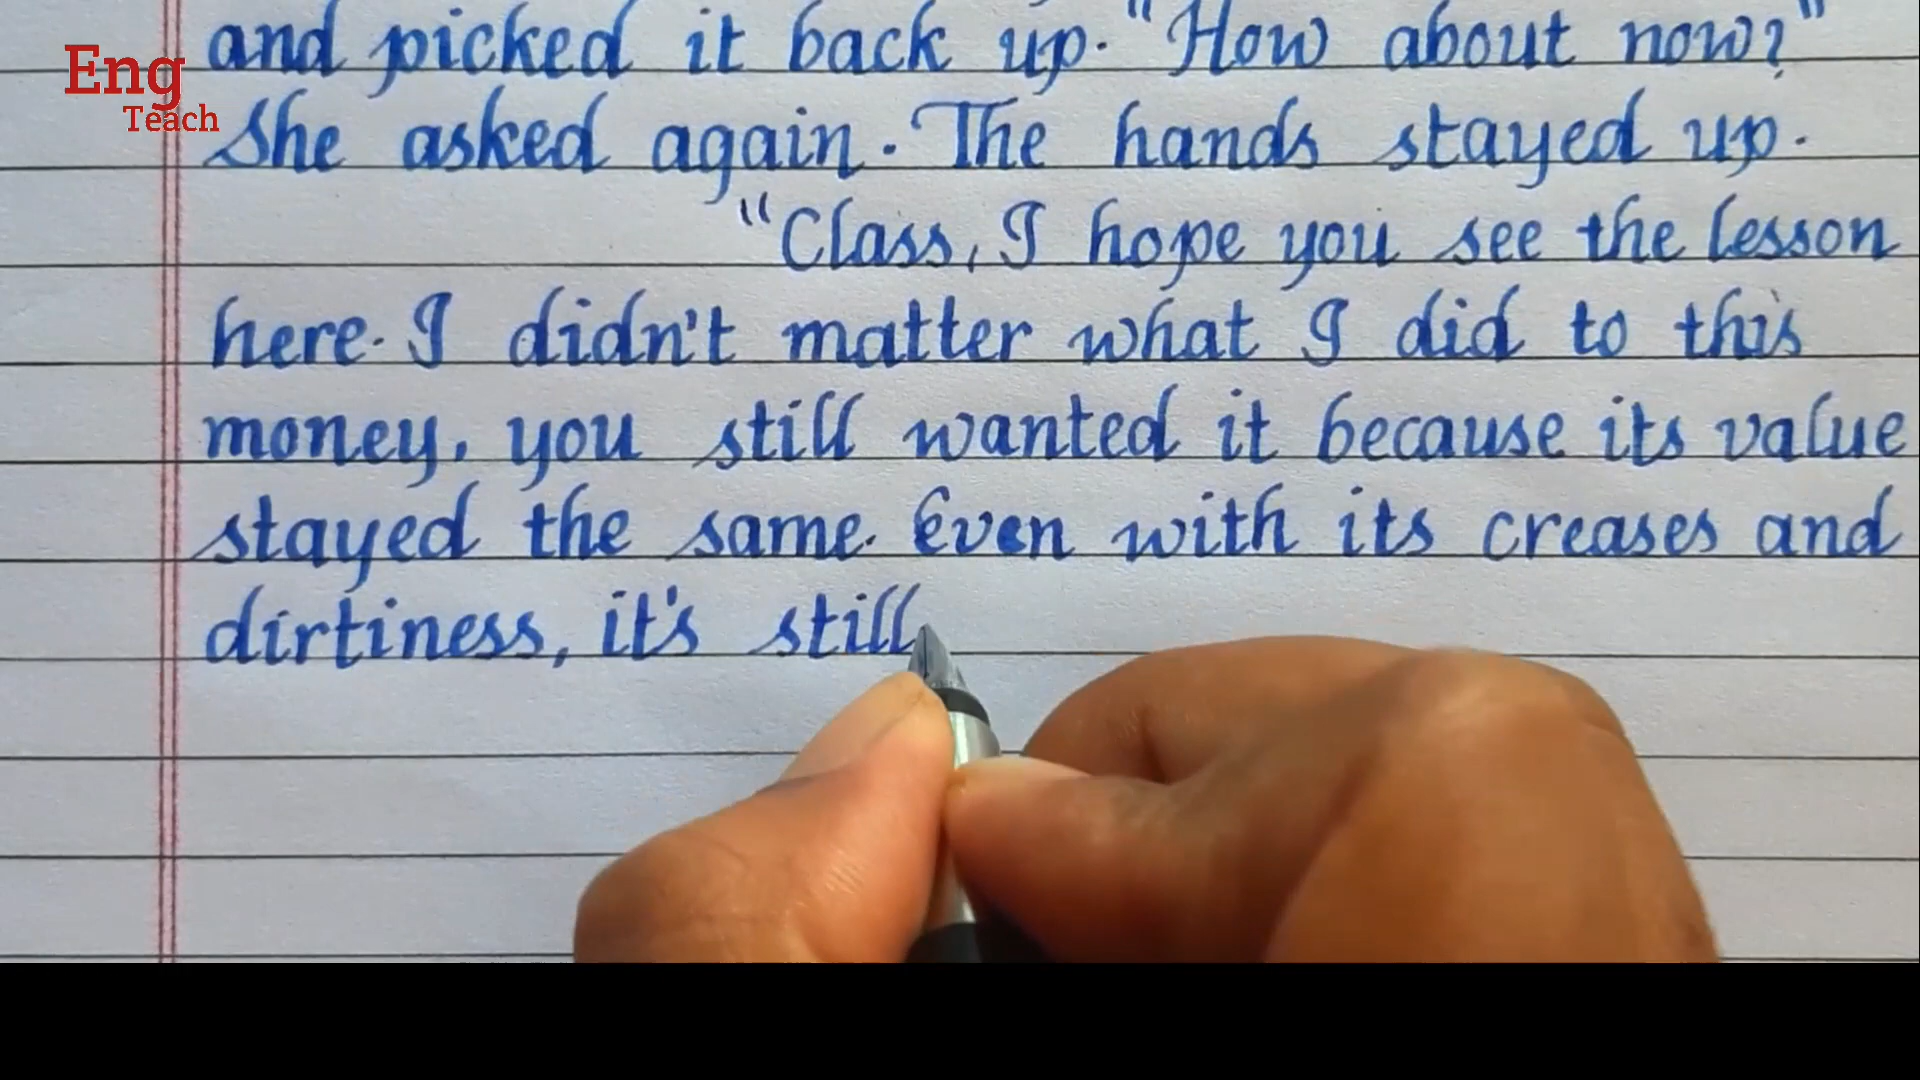 Eng
Teach
and picked it back up. "How about now?"
She asked again. The hands stayed up.
"Class, I hope you see the lesson
here. I didn't matter what I did to this
money, you still wanted it because its value
stayed the same. Even with its creases and
dirtiness, it's still